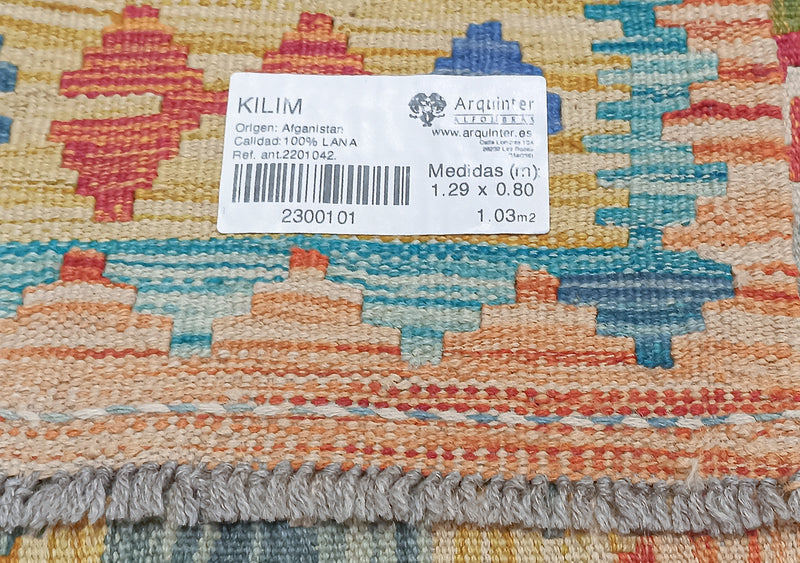 KILIM
Origen: Afganistan
Calidad: 100% LANA
Ref. ant.2201042.
2300101
Arquinter
ALFOMBRAS
www.arquinter.es
Medidas (m):
1.29 x 0.80
1.03m2